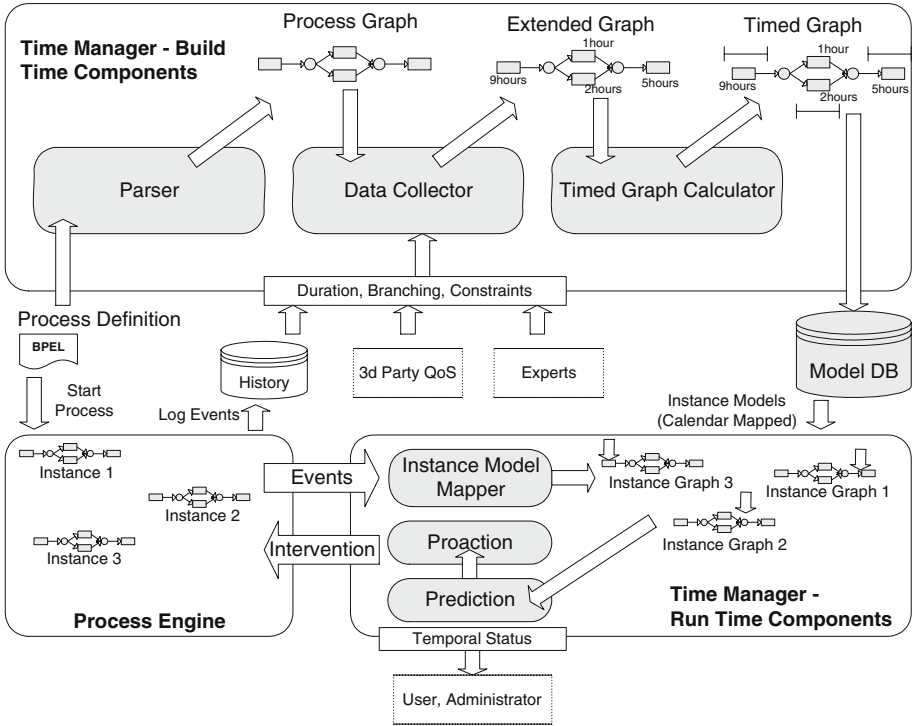 Process Graph
Extended Graph
Timed Graph
Time Manager - Build
Time Components
1hour
9hours
2hours
5hours
1hour
9hours
2hours
5hours
Parser
Data Collector
Timed Graph Calculator
Duration, Branching, Constraints
Process Definition
BPEL
History
3d Party QoS
Experts
Model DB
Start
Process
Log Events
Instance Models
(Calendar Mapped)
Instance 1
Instance 2
Instance 3
Process Engine
Events
Intervention
Instance Model
Mapper
Instance Graph 3
Instance Graph 1
Instance Graph 2
Proaction
Prediction
Time Manager -
Run Time Components
Temporal Status
User, Administrator